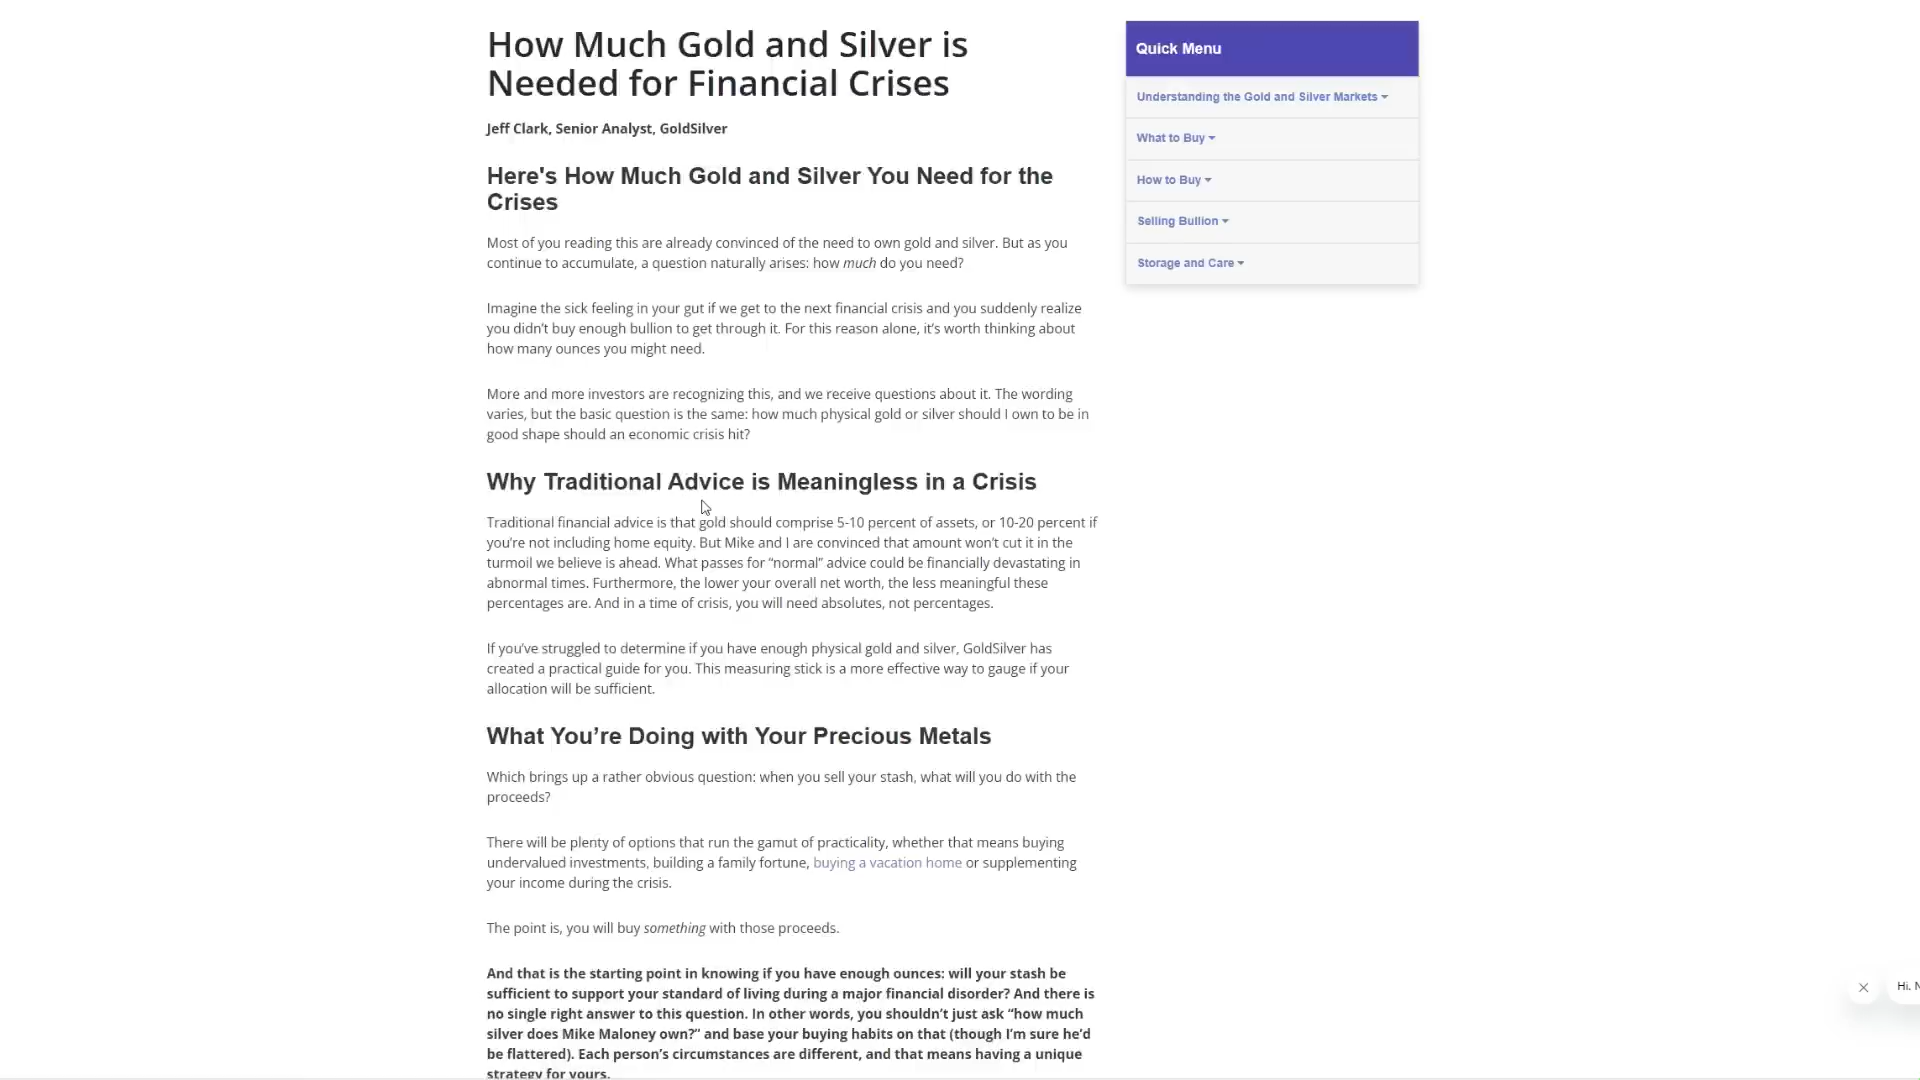 How Much Gold and Silver is
Needed for Financial Crises
Jeff Clark, Senior Analyst, GoldSilver
Here's How Much Gold and Silver You Need for the
Crises
Most of you reading this are already convinced of the need to own gold and silver. But as you
continue to accumulate, a question naturally arises: how much do you need?
Imagine the sick feeling in your gut if we get to the next financial crisis and you suddenly realize
you didn't buy enough bullion to get through it. For this reason alone, it's worth thinking about
how many ounces you might need.
More and more investors are recognizing this, and we receive questions about it. The wording
varies, but the basic question is the same: how much physical gold or silver should I own to be in
good shape should an economic crisis hit?
Why Traditional Advice is Meaningless in a Crisis
Traditional financial advice is that gold should comprise 5-10 percent of assets, or 10-20 percent if
you're not including home equity. But Mike and I are convinced that amount won't cut it in the
turmoil we believe is ahead. What passes for “normal” advice could be financially devastating in
abnormal times. Furthermore, the lower your overall net worth, the less meaningful these
percentages are. And in a time of crisis, you will need absolutes, not percentages.
If you've struggled to determine if you have enough physical gold and silver, GoldSilver has
created a practical guide for you. This measuring stick is a more effective way to gauge if your
allocation will be sufficient.
What You’re Doing with Your Precious Metals
Which brings up a rather obvious question: when you sell your stash, what will you do with the
proceeds?
There will be plenty of options that run the gamut of practicality, whether that means buying
undervalued investments, building a family fortune, buying a vacation home or supplementing
your income during the crisis.
The point is, you will buy something with those proceeds.
And that is the starting point in knowing if you have enough ounces: will your stash be
sufficient to support your standard of living during a major financial disorder? And there is
no single right answer to this question. In other words, you shouldn’t just ask “how much
silver does Mike Maloney own?” and base your buying habits on that (though I’m sure he’d
be flattered). Each person’s circumstances are different, and that means having a unique
strategy for yours.
Quick Menu
Understanding the Gold and Silver Markets
What to Buy
How to Buy
Selling Bullion
Storage and Care
Hi.